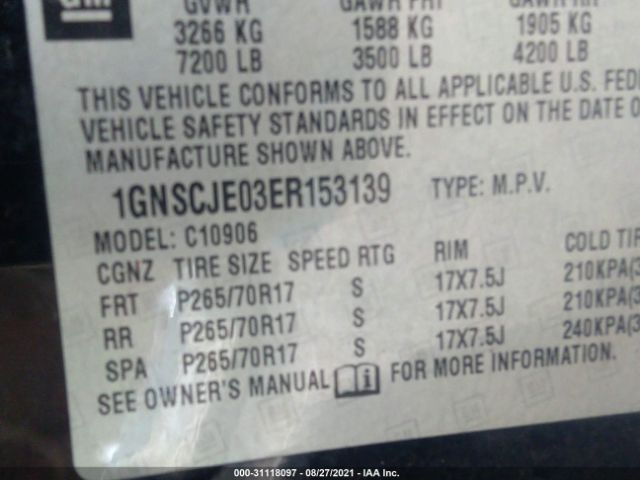 GM
GVWR GAWR FRT GAWR RR
3266 KG 1588 KG 1905 KG
7200 LB 3500 LB 4200 LB
THIS VEHICLE CONFORMS TO ALL APPLICABLE U.S. FED
VEHICLE SAFETY STANDARDS IN EFFECT ON THE DATE O
MANUFACTURE SHOWN ABOVE.
1GNSCJE03ER153139 TYPE: M.P.V.
MODEL: C10906
CGNZ TIRE SIZE SPEED RTG RIM COLD TIR
FRT P265/70R17 S 17X7.5J 210KPA(3
RR P265/70R17 S 17X7.5J 210KPA(3
SPA P265/70R17 S 17X7.5J 240KPA(3
SEE OWNER'S MANUAL i FOR MORE INFORMATION.
000-31118097 - 08/27/2021 - IAA Inc.